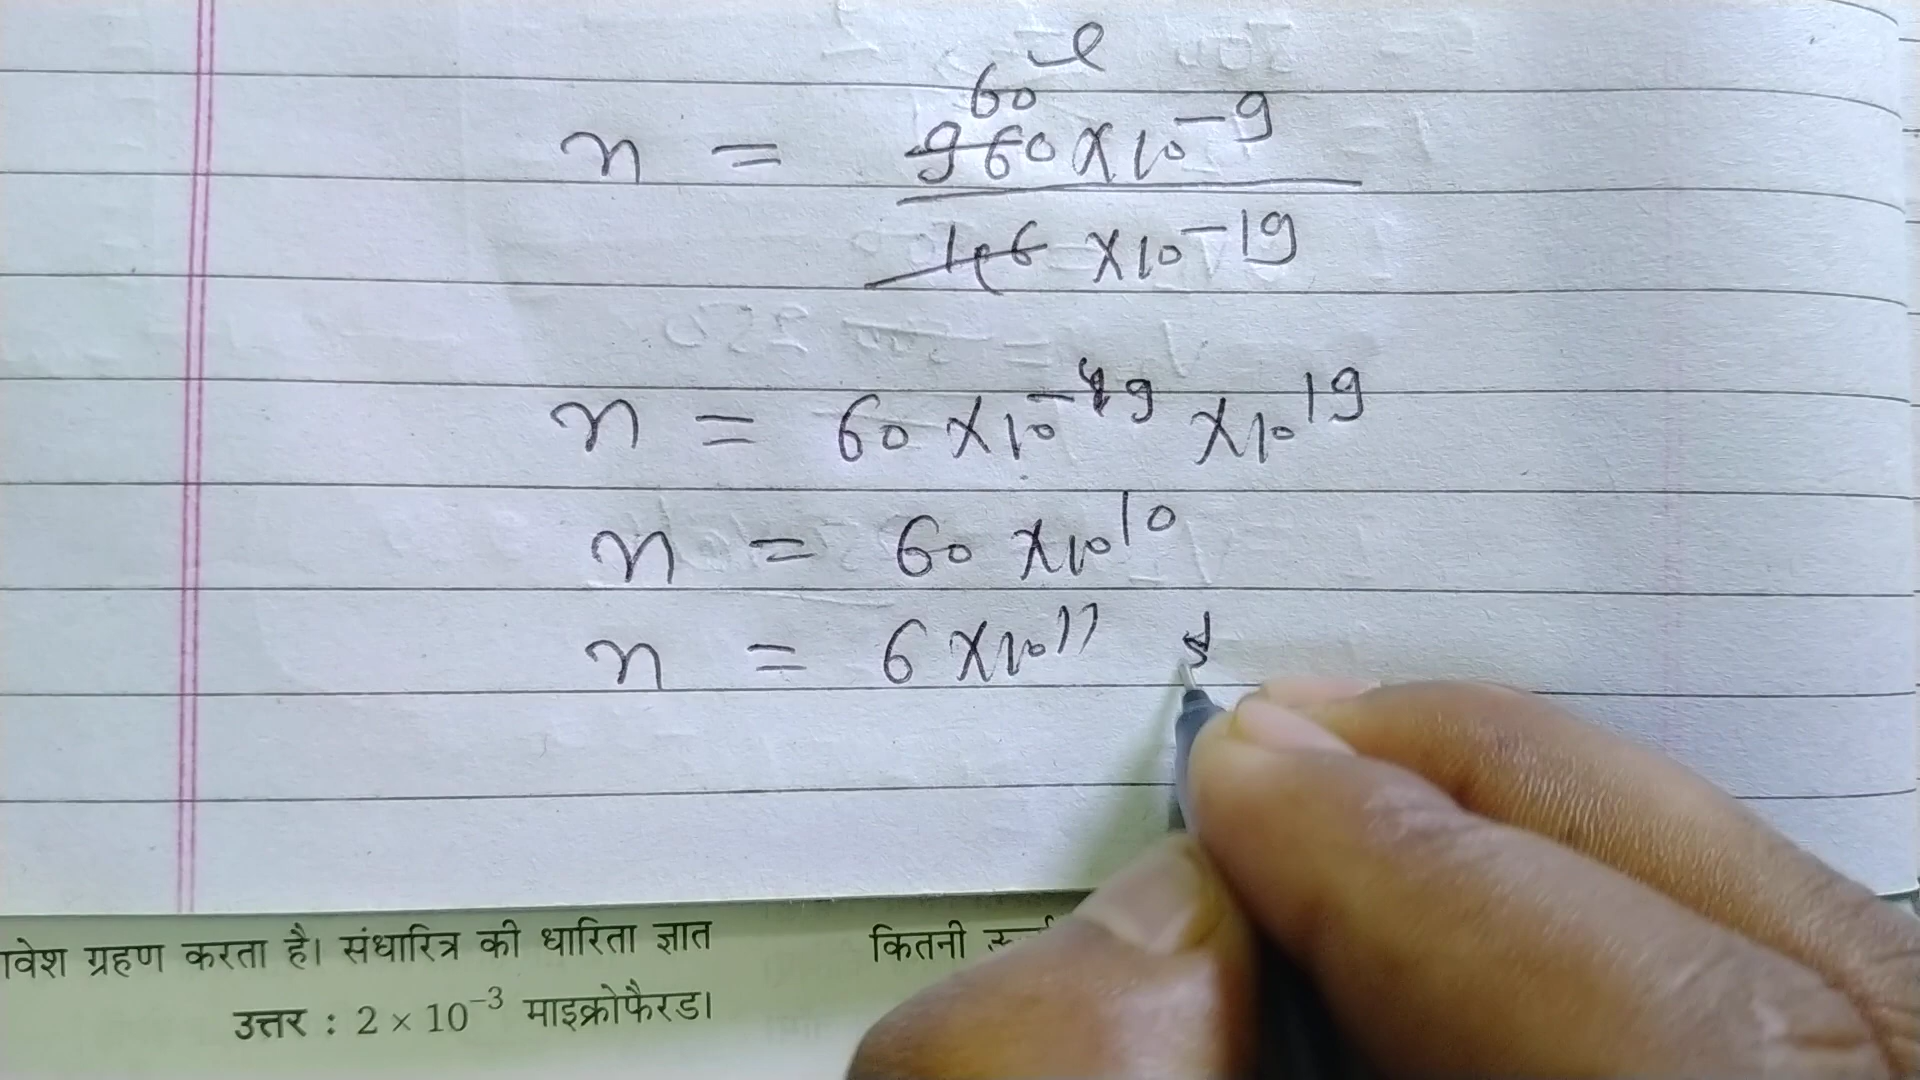 60
n = 960 × 10⁻⁹
1.6 × 10⁻¹⁹
n = 60 × 10⁻⁹ × 10¹⁹
n = 60 × 10¹⁰
n = 6 × 10¹¹
ग्रहण करता है। संधारित्र की धारिता ज्ञात
उत्तर : 2 × 10⁻³ माइक्रोफैरड।
कितनी